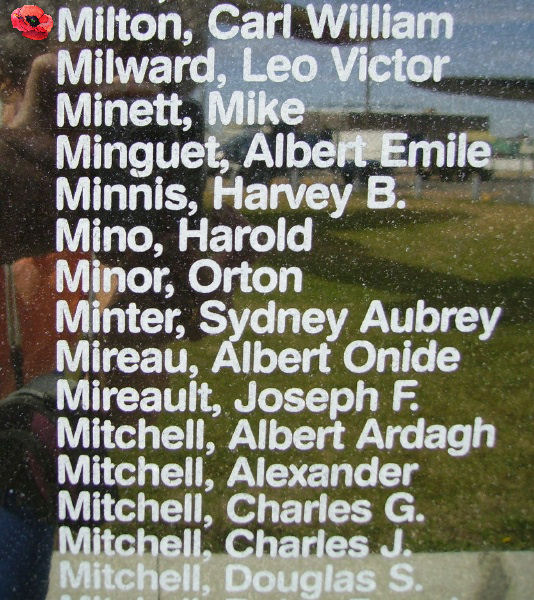 Milton, Carl William
Milward, Leo Victor
Minett, Mike
Minguet, Albert Emile
Minnis, Harvey B.
Mino, Harold
Minor, Orton
Minter, Sydney Aubrey
Mireau, Albert Onide
Mireault, Joseph F.
Mitchell, Albert Ardagh
Mitchell, Alexander
Mitchell, Charles G.
Mitchell, Charles J.
Mitchell, Douglas S.